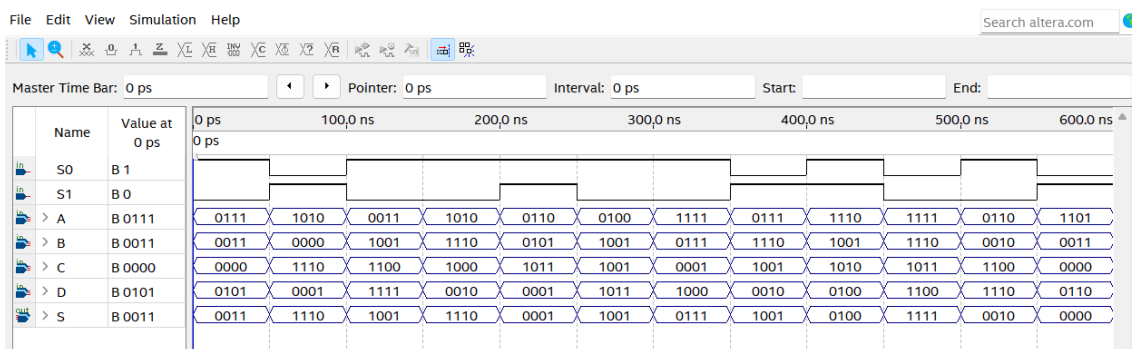 File Edit View Simulation Help
Search altera.com
Master Time Bar: 0 ps Pointer: 0 ps Interval: 0 ps Start: End:
Name Value at 0 ps
0 ps 100,0 ns 200,0 ns 300,0 ns 400,0 ns 500,0 ns 600.0 ns
0 ps
S0 B 1
S1 B 0
A B 0111 0111 1010 0011 1010 0110 0100 1111 0111 1110 1111 0110 1101
B B 0011 0011 0000 1001 1110 0101 1001 0111 1110 1001 1110 0010 0011
C B 0000 0000 1110 1100 1000 1011 1001 0001 1001 1010 1011 1100 0000
D B 0101 0101 0001 1111 0010 0001 1011 1000 0010 0100 1100 1110 0110
S B 0011 0011 1110 1001 1110 0001 1001 0111 1001 0100 1111 0010 0000